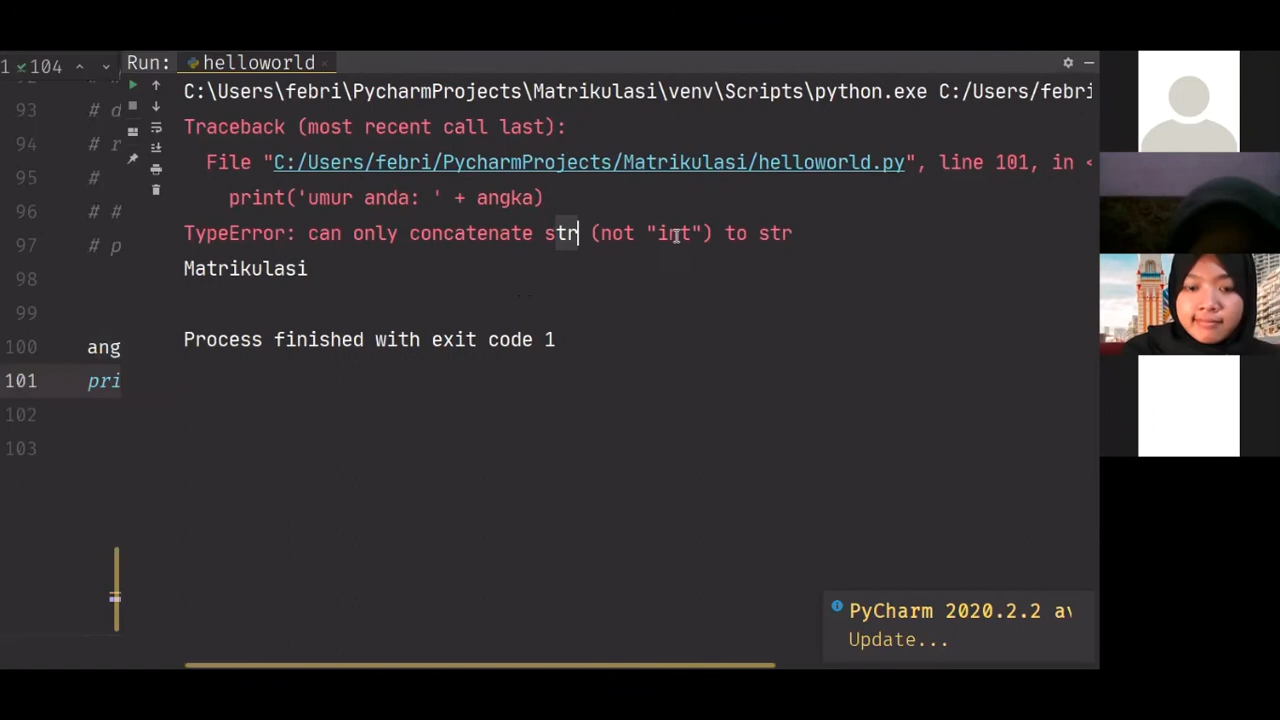 1 104
Run: helloworld
C:\Users\febri\PycharmProjects\Matrikulasi\venv\Scripts\python.exe C:/Users/febri
Traceback (most recent call last):
File "C:/Users/febri/PycharmProjects/Matrikulasi/helloworld.py", line 101, in <
print('umur anda: ' + angka)
TypeError: can only concatenate str (not "int") to str
Matrikulasi
Process finished with exit code 1
93 # d
94 # r
95 #
96 # #
97 # p
98
99
100 ang
101 pri
102
103
PyCharm 2020.2.2 av
Update...